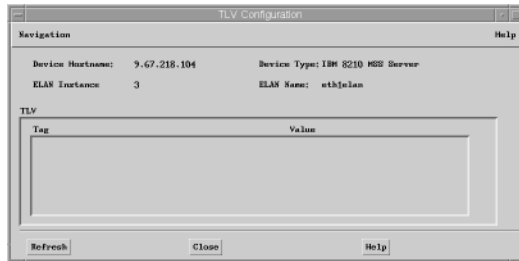 TLV Configuration
Navigation Help
Device Hostname: 9.67.218.104 Device Type: IBM 8210 MSS Server
ELAN Instance 3 ELAN Name: eth1elan
TLV
Tag Value
Refresh Close Help